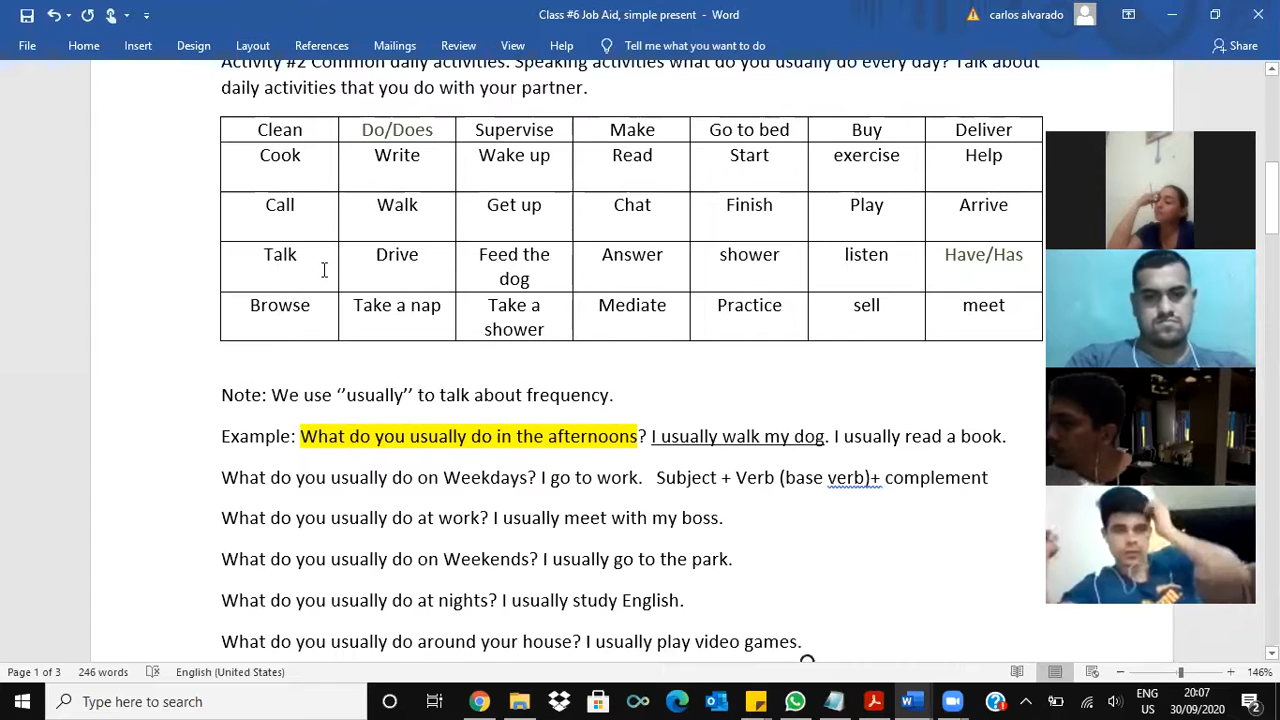 Class #6 Job Aid, simple present - Word
carlos alvarado
File Home Insert Design Layout References Mailings Review View Help Tell me what you want to do Share
Activity #2 Common daily activities. Speaking activities what do you usually do every day? Talk about
daily activities that you do with your partner.
Clean Do/Does Supervise Make Go to bed Buy Deliver
Cook Write Wake up Read Start exercise Help
Call Walk Get up Chat Finish Play Arrive
Talk Drive Feed the Answer shower listen Have/Has
dog
Browse Take a nap Take a Mediate Practice sell meet
shower
Note: We use ‘’usually’’ to talk about frequency.
Example: What do you usually do in the afternoons? I usually walk my dog. I usually read a book.
What do you usually do on Weekdays? I go to work. Subject + Verb (base verb)+ complement
What do you usually do at work? I usually meet with my boss.
What do you usually do on Weekends? I usually go to the park.
What do you usually do at nights? I usually study English.
What do you usually do around your house? I usually play video games.
Page 1 of 3 246 words English (United States) 146%
Type here to search
ENG 20:07
US 30/09/2020 2